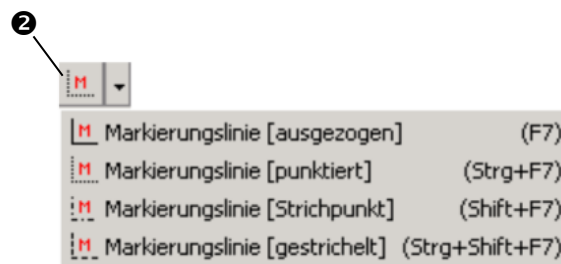 ❷
M
M Markierungslinie [ausgezogen] (F7)
M Markierungslinie [punktiert] (Strg+F7)
M Markierungslinie [Strichpunkt] (Shift+F7)
M Markierungslinie [gestrichelt] (Strg+Shift+F7)